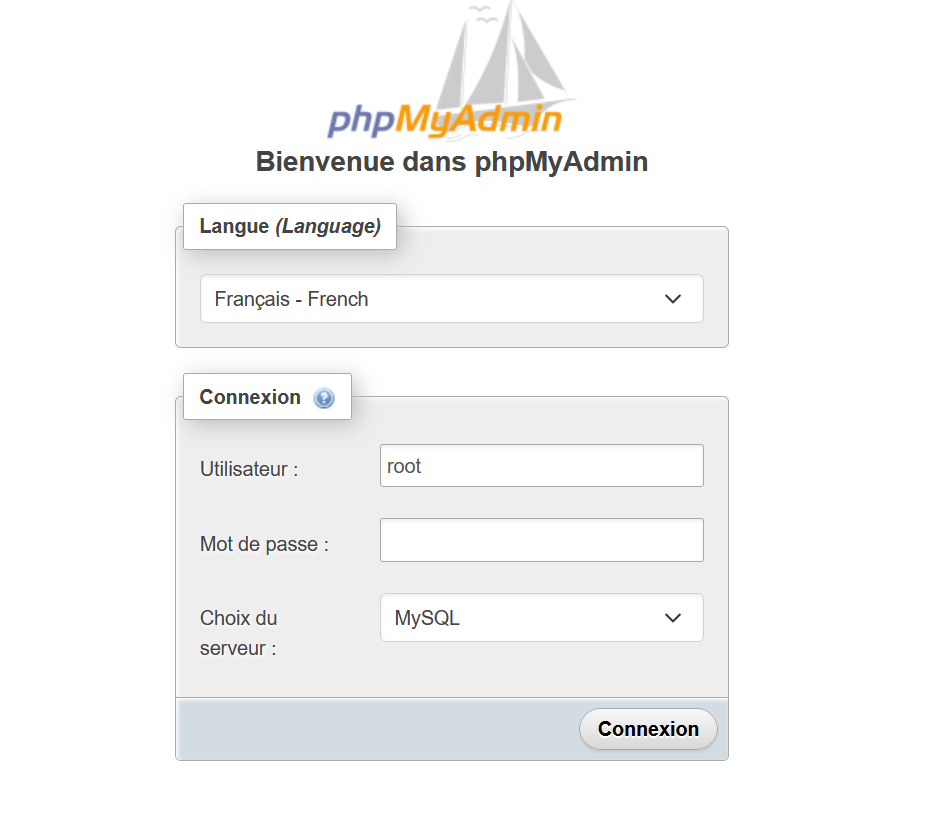 phpMyAdmin
Bienvenue dans phpMyAdmin
Langue (Language)
Français - French
Connexion
Utilisateur :
root
Mot de passe :
Choix du
serveur :
MySQL
Connexion